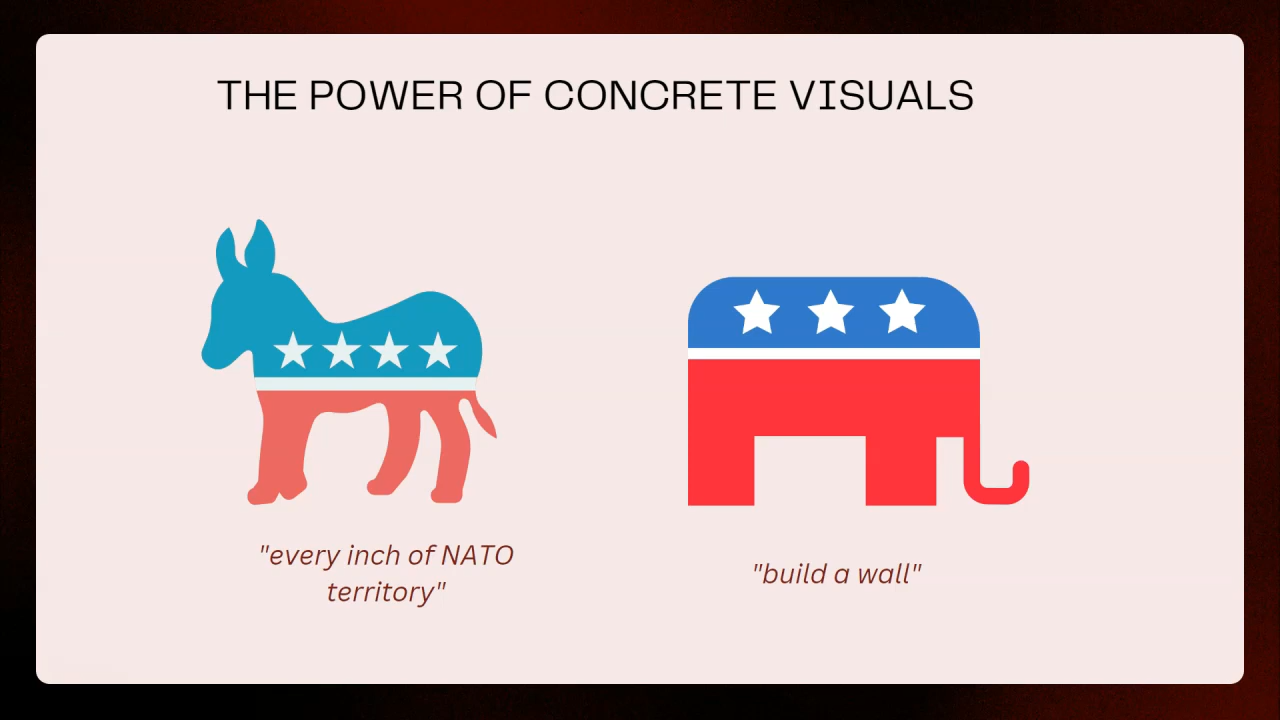 THE POWER OF CONCRETE VISUALS
"every inch of NATO
territory"
"build a wall"